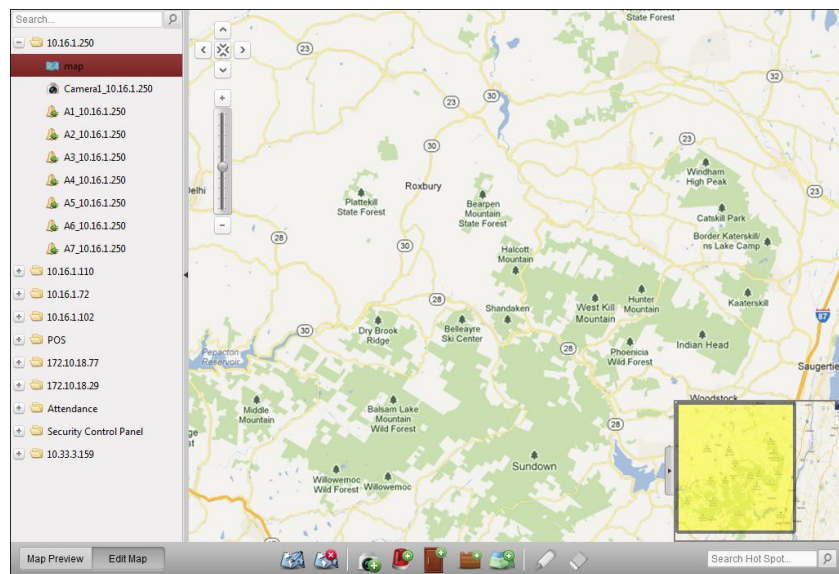 Search...
10.16.1.250
map
Camera1_10.16.1.250
A1_10.16.1.250
A2_10.16.1.250
A3_10.16.1.250
A4_10.16.1.250
A5_10.16.1.250
A6_10.16.1.250
A7_10.16.1.250
10.16.1.110
10.16.1.72
10.16.1.102
POS
172.10.18.77
172.10.18.29
Attendance
Security Control Panel
10.33.3.159
State Forest
23
32
23
30
23
30
Windham
High Peak
elhi
Roxbury
Plattekill
State Forest
Bearpen
Mountain
State Forest
Catskill Park
28
30
Border Katerskill/
ns Lake Camp
Halcott
Mountain
28
Shandaken
West Kill
Mountain
Hunter
Mountain
Kaaterskill
87
30
Dry Brook
Ridge
Belleayre
Ski Center
28
Phoenicia
Wild Forest
Indian Head
Pepacton
Reservoir
Saugertie
Woodstock
Middle
Mountain
Balsam Lake
Mountain
Wild Forest
28
ge
st
Sundown
Willowemoc
Wild Forest
Willowemoc
Map Preview
Edit Map
Search Hot Spot...